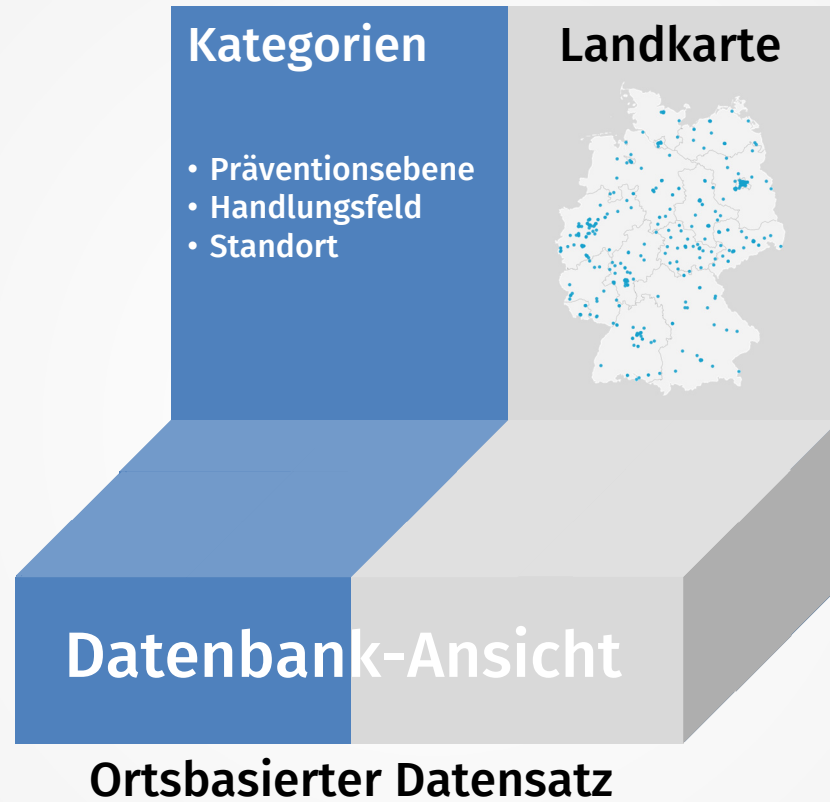 Kategorien
• Präventionsebene
• Handlungsfeld
• Standort
Landkarte
Datenbank-Ansicht
Ortsbasierter Datensatz